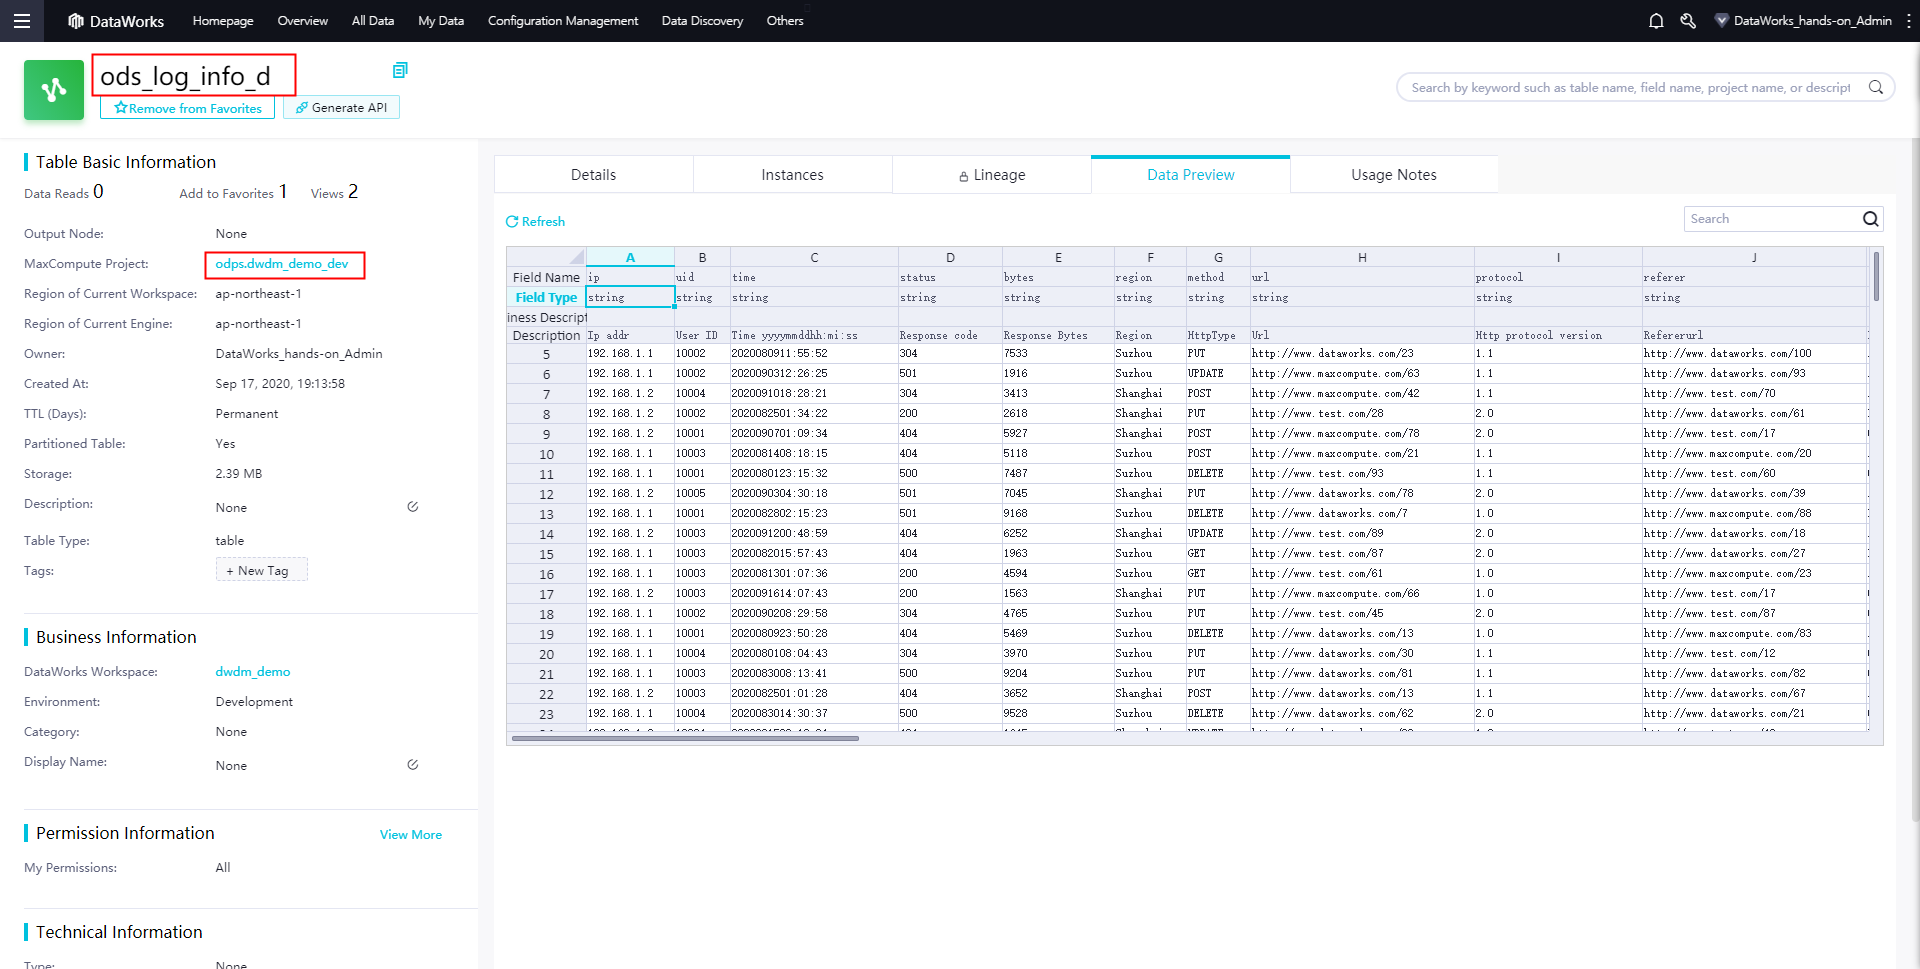 DataWorks Homepage Overview All Data My Data Configuration Management Data Discovery Others DataWorks_hands-on_Admin
ods_log_info_d
Remove from Favorites Generate API
Search by keyword such as table name, field name, project name, or descript
Table Basic Information
Data Reads 0 Add to Favorites 1 Views 2
Output Node: None
MaxCompute Project: odps.dwdm_demo_dev
Region of Current Workspace: ap-northeast-1
Region of Current Engine: ap-northeast-1
Owner: DataWorks_hands-on_Admin
Created At: Sep 17, 2020, 19:13:58
TTL (Days): Permanent
Partitioned Table: Yes
Storage: 2.39 MB
Description: None
Table Type: table
Tags: + New Tag
Business Information
DataWorks Workspace: dwdm_demo
Environment: Development
Category: None
Display Name: None
Permission Information View More
My Permissions: All
Technical Information
Type: None
Details Instances Lineage Data Preview Usage Notes
Refresh
Search
A B C D E F G H I J
Field Name ip uid time status bytes region method url protocol referer
Field Type string string string string string string string string string string
iness Descript
Description Ip addr User ID Time yyyymmddhh:mi:ss Response code Response Bytes Region HttpType Url Http protocol version Refererurl
5 192.168.1.1 10002 2020080911:55:52 304 7533 Suzhou PUT http://www.dataworks.com/23 1.1 http://www.dataworks.com/100
6 192.168.1.1 10002 2020090312:26:25 501 1916 Suzhou UPDATE http://www.maxcompute.com/63 1.1 http://www.dataworks.com/93
7 192.168.1.2 10004 2020091018:28:21 304 3413 Shanghai POST http://www.maxcompute.com/42 1.1 http://www.test.com/70
8 192.168.1.2 10002 2020082501:34:22 200 2618 Shanghai PUT http://www.test.com/28 2.0 http://www.dataworks.com/61
9 192.168.1.2 10001 2020090701:09:34 404 5927 Shanghai POST http://www.maxcompute.com/78 2.0 http://www.test.com/17
10 192.168.1.1 10003 2020081408:18:15 404 5118 Suzhou POST http://www.maxcompute.com/21 1.1 http://www.maxcompute.com/20
11 192.168.1.1 10001 2020080123:15:32 500 7487 Suzhou DELETE http://www.test.com/93 1.1 http://www.test.com/60
12 192.168.1.2 10005 2020090304:30:18 501 7045 Shanghai PUT http://www.dataworks.com/78 2.0 http://www.dataworks.com/39
13 192.168.1.1 10001 2020082802:15:23 501 9168 Suzhou DELETE http://www.dataworks.com/7 1.0 http://www.maxcompute.com/88
14 192.168.1.2 10003 2020091200:48:59 404 6252 Shanghai UPDATE http://www.test.com/89 2.0 http://www.dataworks.com/18
15 192.168.1.1 10003 2020082015:57:43 404 1963 Suzhou GET http://www.test.com/87 2.0 http://www.dataworks.com/27
16 192.168.1.1 10003 2020081301:07:36 200 4594 Suzhou GET http://www.test.com/61 1.0 http://www.maxcompute.com/23
17 192.168.1.2 10003 2020091614:07:43 200 1563 Shanghai PUT http://www.maxcompute.com/66 1.0 http://www.test.com/17
18 192.168.1.1 10002 2020090208:29:58 304 4765 Suzhou PUT http://www.test.com/45 2.0 http://www.test.com/87
19 192.168.1.1 10001 2020080923:50:28 404 5469 Suzhou DELETE http://www.dataworks.com/13 1.0 http://www.maxcompute.com/83
20 192.168.1.1 10004 2020080108:04:43 304 3970 Suzhou PUT http://www.dataworks.com/30 1.1 http://www.test.com/12
21 192.168.1.1 10003 2020083008:13:41 500 9204 Suzhou PUT http://www.dataworks.com/81 1.1 http://www.dataworks.com/82
22 192.168.1.2 10003 2020082501:01:28 404 3652 Shanghai POST http://www.dataworks.com/13 1.1 http://www.dataworks.com/67
23 192.168.1.1 10004 2020083014:30:37 500 9528 Suzhou DELETE http://www.dataworks.com/62 2.0 http://www.dataworks.com/21